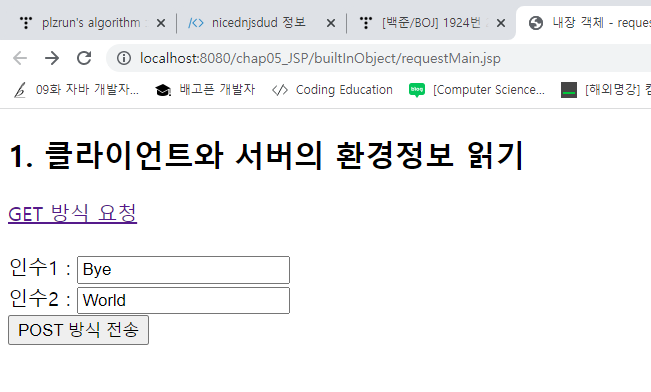 plzrun's algorithm
nicednjsdud 정보
[백준/BOJ] 1924번
내장 객체 - reques
localhost:8080/chap05_JSP/builtInObject/requestMain.jsp
09화 자바 개발자...
배고픈 개발자
Coding Education
blog
[Computer Science...
[해외명강] 컴
1. 클라이언트와 서버의 환경정보 읽기
GET 방식 요청
인수1 : Bye
인수2 : World
POST 방식 전송